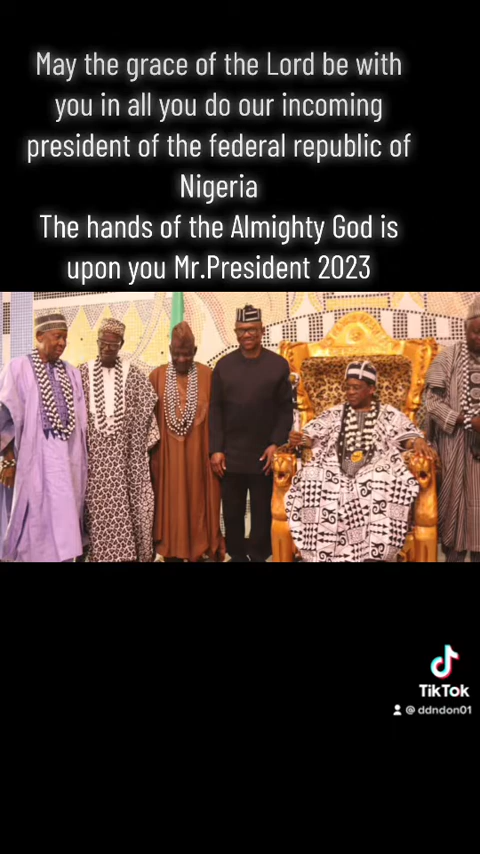 May the grace of the Lord be with
you in all you do our incoming
president of the federal republic of
Nigeria
The hands of the Almighty God is
upon you Mr.President 2023
TikTok
@ ddndon01